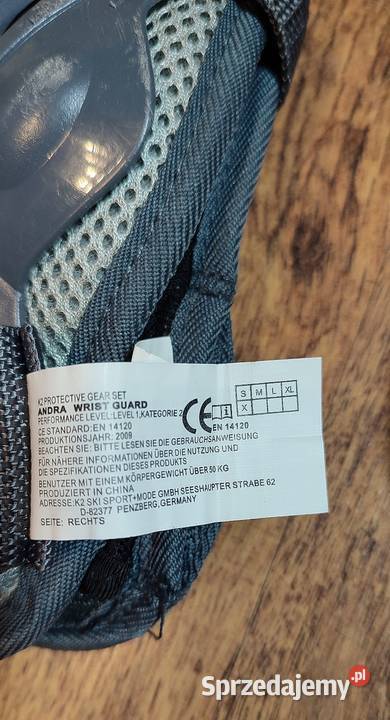 K2 PROTECTIVE GEAR SET
ANDRA WRIST GUARD
PERFORMANCE LEVEL:LEVEL1,KATEGORIE 2
CE STANDARD:EN 14120
PRODUKTIONSJAHR: 2009
CE
EN 14120
S M L XL
X
BEACHTEN SIE: BITTE LESEN SIE DIE GEBRAUCHSANWEISUNG
FÜR NÄHERE INFORMATIONEN ÜBER DIE NUTZUNG UND
DIE SPEZIFIKATIONEN DIESES PRODUKTS
BENUTZER MIT EINEM KÖRPERGEWICHT ÜBER 50 KG
PRODUZIERT IN CHINA
ADRESSE:K2 SKI SPORT+MODE GMBH SEESHAUPTER STRABE 62
D-82377 PENZBERG, GERMANY
SEITE: RECHTS
Sprzedajemy.pl